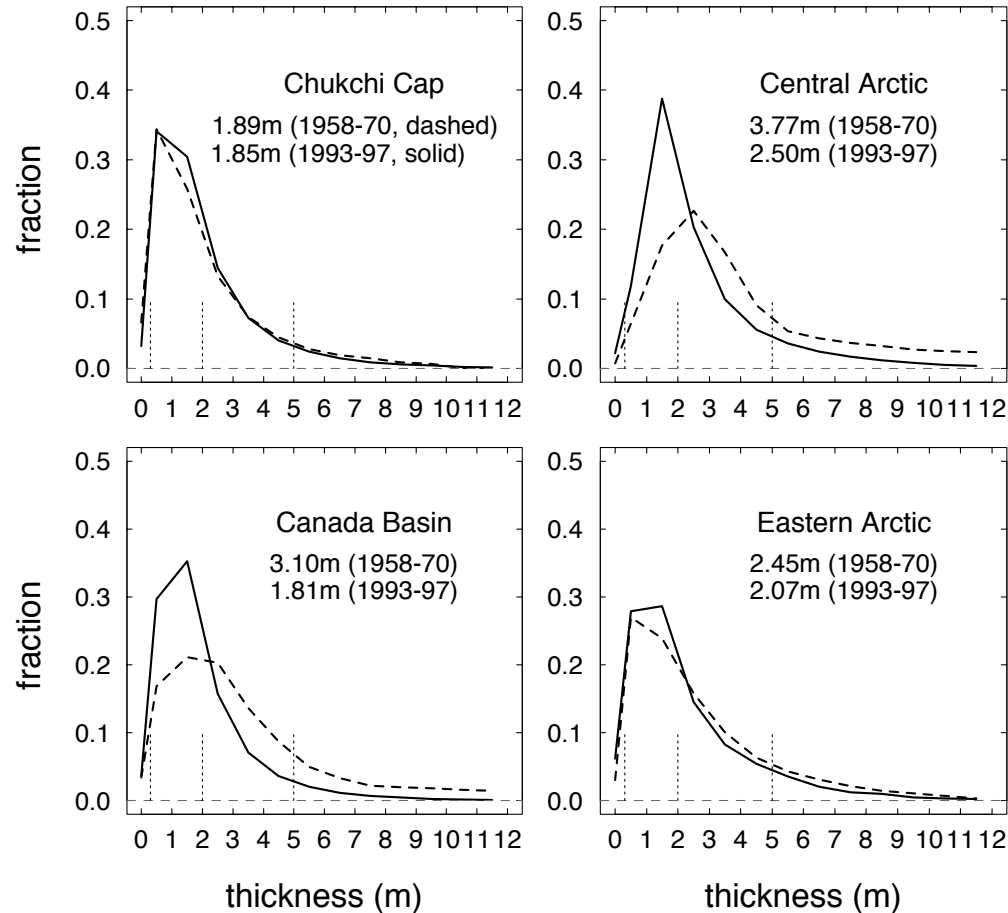 0.5
0.4
0.3
0.2
0.1
0.0
fraction
Chukchi Cap
1.89m (1958-70, dashed)
1.85m (1993-97, solid)
0 1 2 3 4 5 6 7 8 9 10 11 12
0.5
0.4
0.3
0.2
0.1
0.0
Central Arctic
3.77m (1958-70)
2.50m (1993-97)
0 1 2 3 4 5 6 7 8 9 10 11 12
0.5
0.4
0.3
0.2
0.1
0.0
fraction
Canada Basin
3.10m (1958-70)
1.81m (1993-97)
0 1 2 3 4 5 6 7 8 9 10 11 12
thickness (m)
0.5
0.4
0.3
0.2
0.1
0.0
Eastern Arctic
2.45m (1958-70)
2.07m (1993-97)
0 1 2 3 4 5 6 7 8 9 10 11 12
thickness (m)